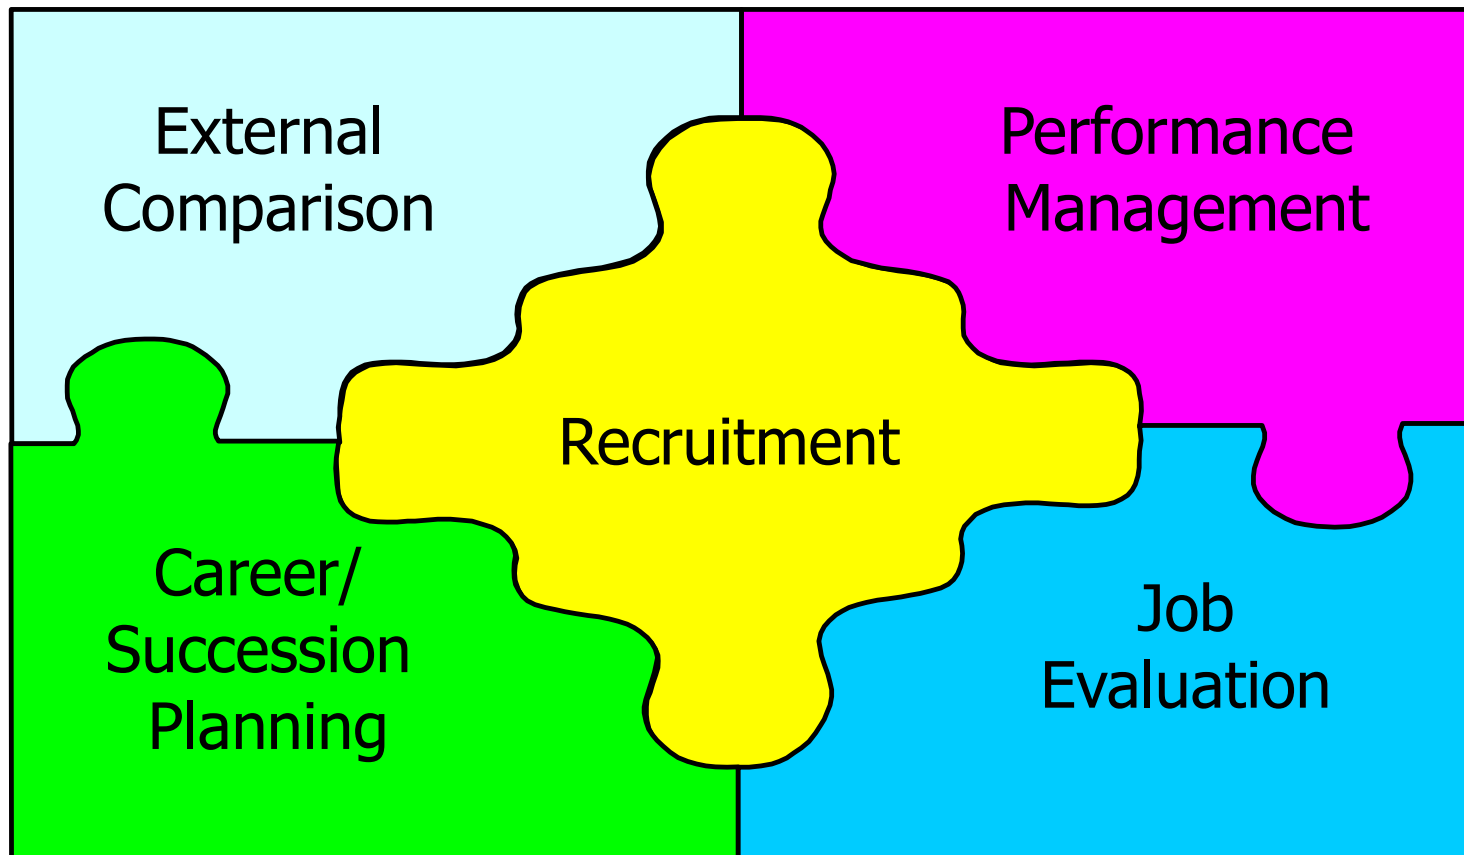 External
Comparison
Performance
Management
Recruitment
Career/
Succession
Planning
Job
Evaluation